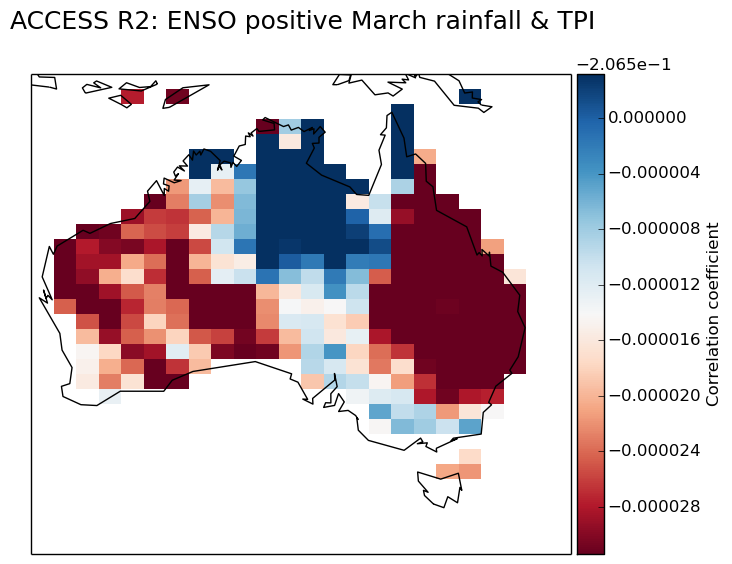 ACCESS R2: ENSO positive March rainfall & TPI
−2.065e−1
0.000000
−0.000004
−0.000008
−0.000012
−0.000016
−0.000020
−0.000024
−0.000028
Correlation coefficient